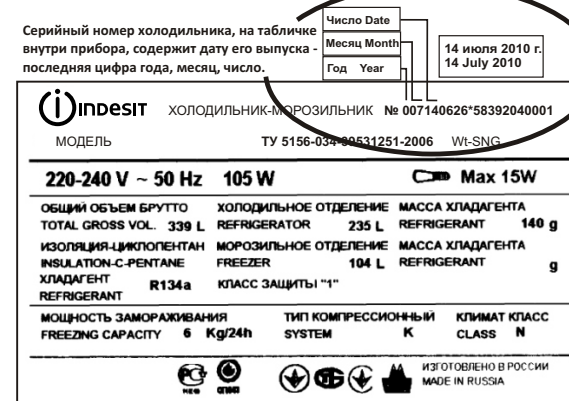 Серийный номер холодильника, на табличке
внутри прибора, содержит дату его выпуска -
последняя цифра года, месяц, число.
Число Date
Месяц Month
Год Year
14 июля 2010 г.
14 July 2010
INDESIT ХОЛОДИЛЬНИК-МОРОЗИЛЬНИК № 007140626*58392040001
МОДЕЛЬ ТУ 5156-034-39531251-2006 Wt-SNG
220-240 V ~ 50 Hz 105 W Max 15W
ОБЩИЙ ОБЪЕМ БРУТТО ХОЛОДИЛЬНОЕ ОТДЕЛЕНИЕ МАССА ХЛАДАГЕНТА
TOTAL GROSS VOL. 339 L REFRIGERATOR 235 L REFRIGERANT 140 g
ИЗОЛЯЦИЯ-ЦИКЛОПЕНТАН МОРОЗИЛЬНОЕ ОТДЕЛЕНИЕ МАССА ХЛАДАГЕНТА
INSULATION-C-PENTANE FREEZER 104 L REFRIGERANT g
ХЛАДАГЕНТ R134a КЛАСС ЗАЩИТЫ "1"
REFRIGERANT
МОЩНОСТЬ ЗАМОРАЖИВАНИЯ ТИП КОМПРЕССИОННЫЙ КЛИМАТ КЛАСС
FREEZING CAPACITY 6 Kg/24h SYSTEM K CLASS N
ИЗГОТОВЛЕНО В РОССИИ
MADE IN RUSSIA